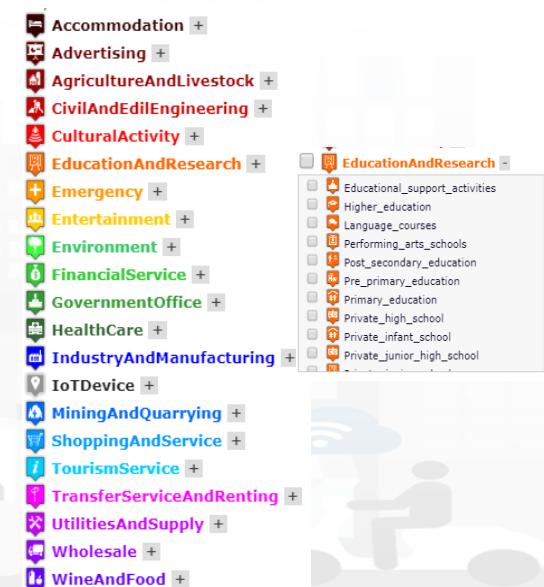 Accommodation +
Advertising +
AgricultureAndLivestock +
CivilAndEdilEngineering +
CulturalActivity +
EducationAndResearch +
Emergency +
Entertainment +
Environment +
FinancialService +
GovernmentOffice +
HealthCare +
IndustryAndManufacturing +
IoTDevice +
MiningAndQuarrying +
ShoppingAndService +
TourismService +
TransferServiceAndRenting +
UtilitiesAndSupply +
Wholesale +
WineAndFood +
EducationAndResearch -
Educational_support_activities
Higher_education
Language_courses
Performing_arts_schools
Post_secondary_education
Pre_primary_education
Primary_education
Private_high_school
Private_infant_school
Private_junior_high_school